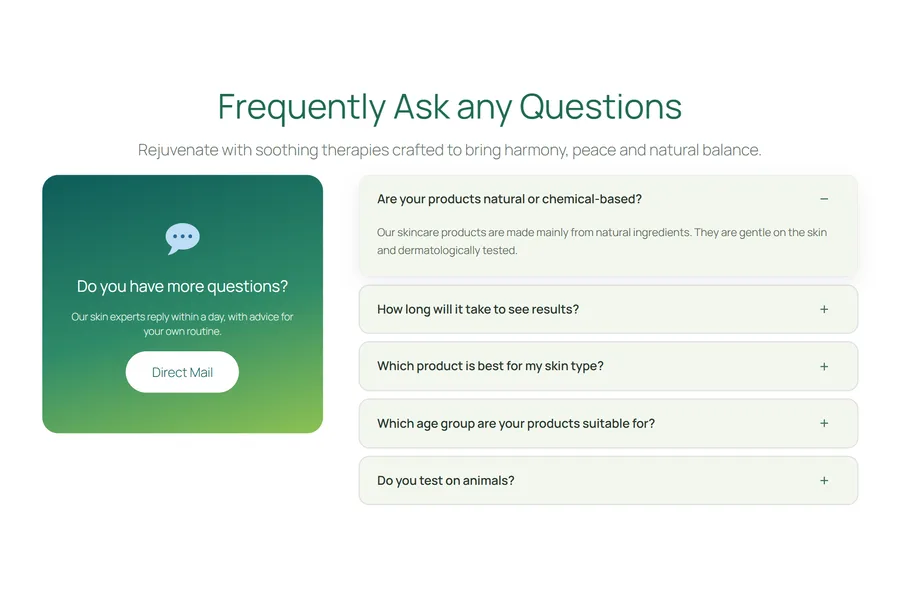 Frequently Ask any Questions
Rejuvenate with soothing therapies crafted to bring harmony, peace and natural balance.
Do you have more questions?
Our skin experts reply within a day, with advice for
your own routine.
Direct Mail
Are your products natural or chemical-based?
Our skincare products are made mainly from natural ingredients. They are gentle on the skin
and dermatologically tested.
How long will it take to see results?
Which product is best for my skin type?
Which age group are your products suitable for?
Do you test on animals?